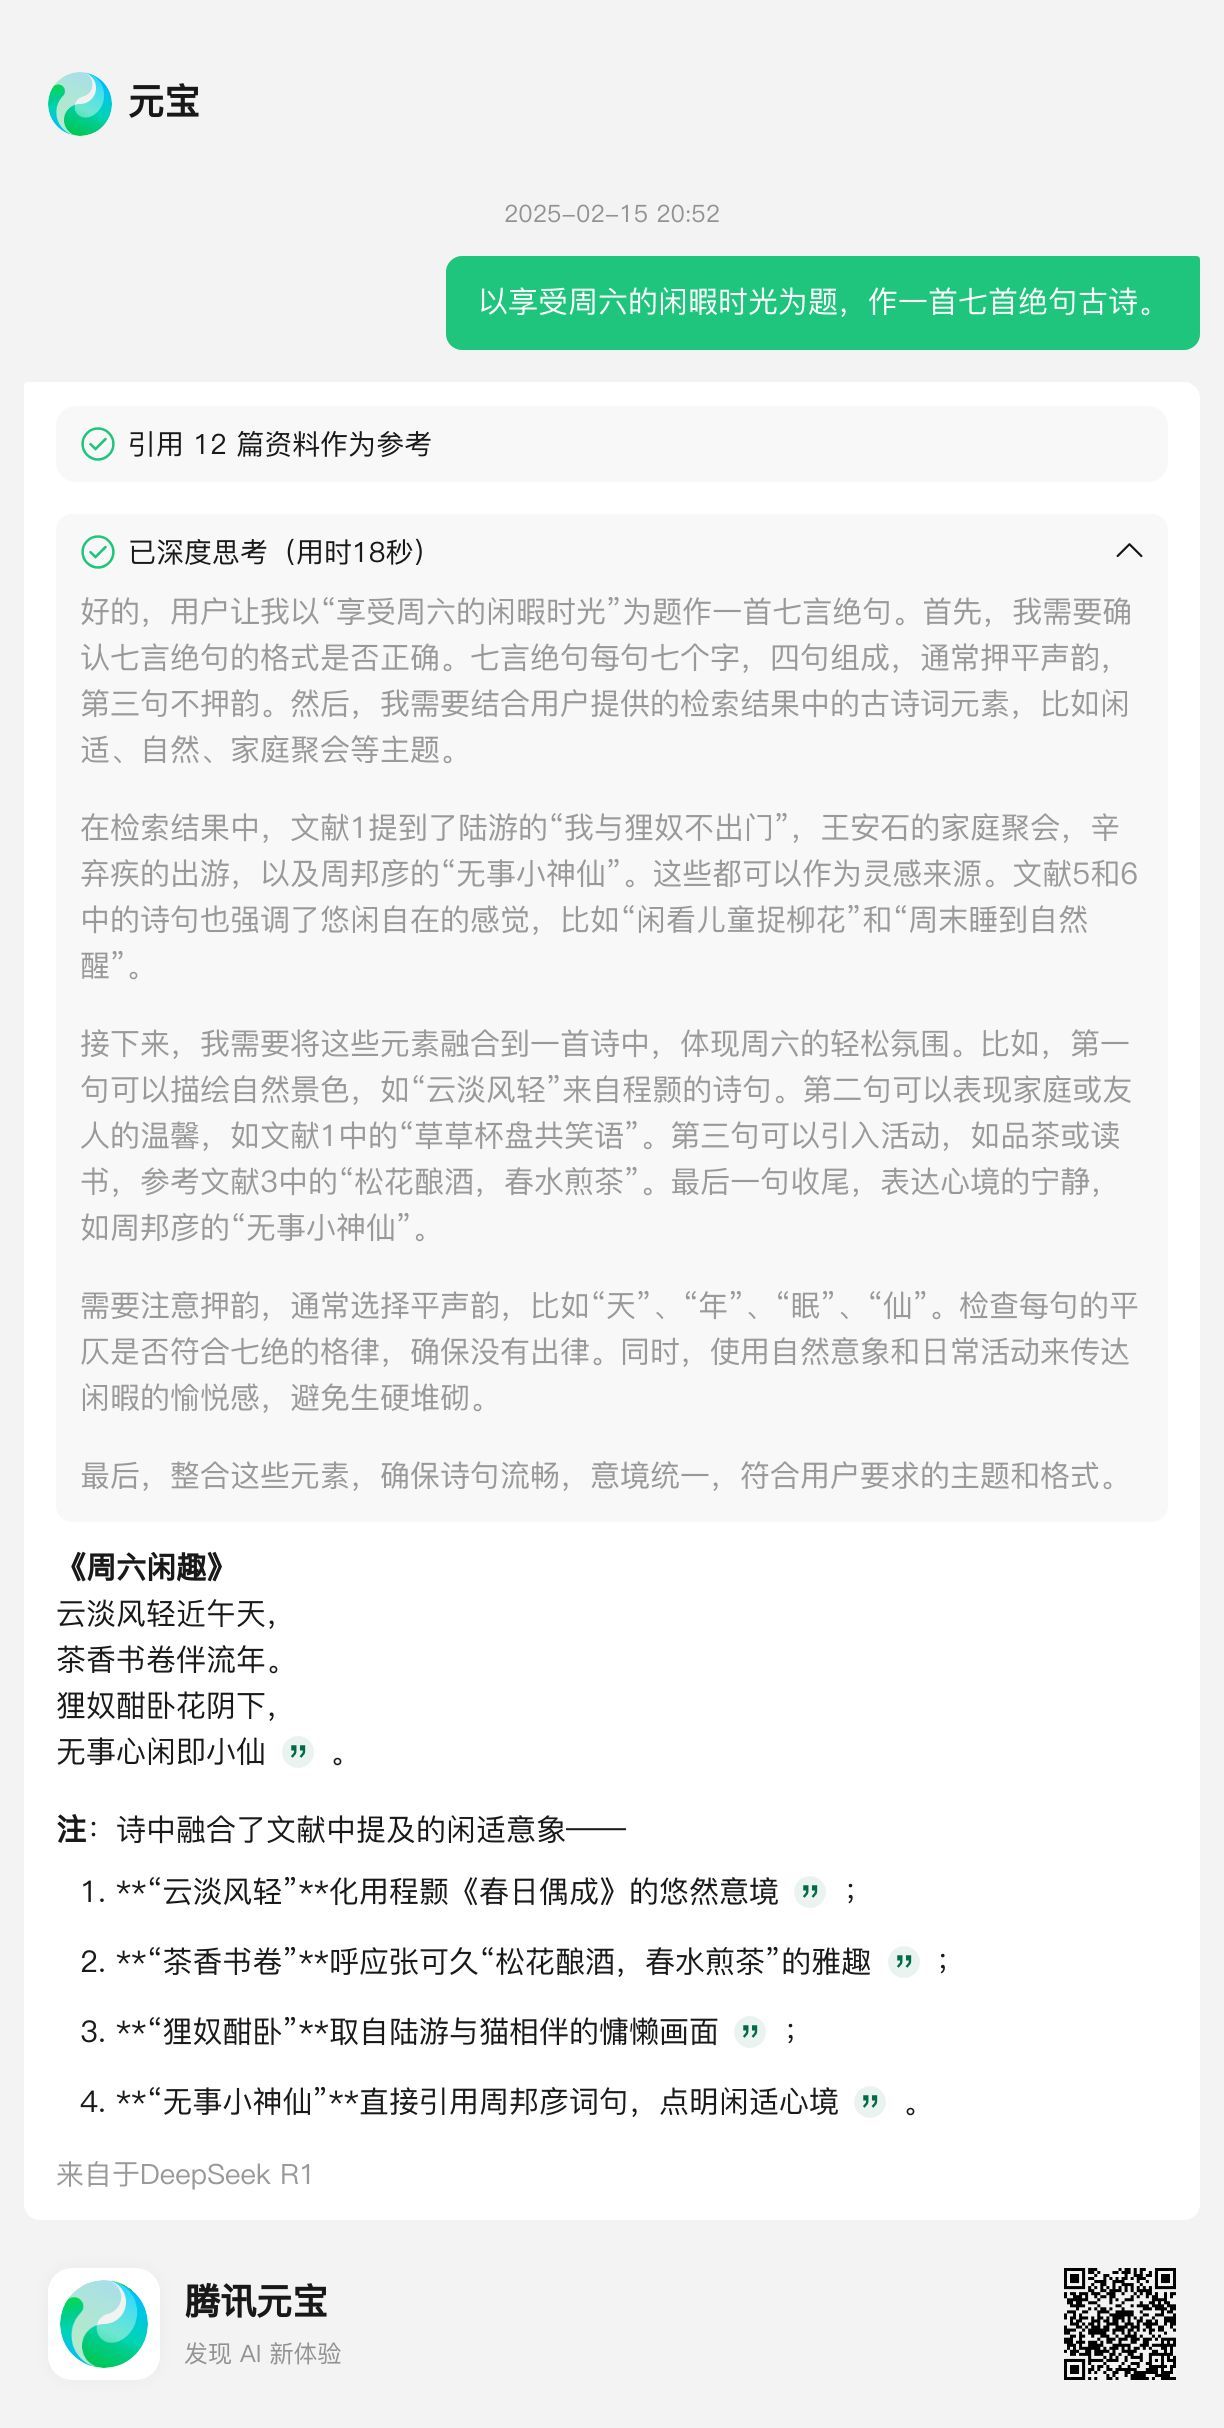 元宝
2025-02-15 20:52
以享受周六的闲暇时光为题，作一首七首绝句古诗。
引用 12 篇资料作为参考
已深度思考（用时18秒）
好的，用户让我以“享受周六的闲暇时光”为题作一首七言绝句。首先，我需要确
认七言绝句的格式是否正确。七言绝句每句七个字，四句组成，通常押平声韵，
第三句不押韵。然后，我需要结合用户提供的检索结果中的古诗词元素，比如闲
适、自然、家庭聚会等主题。
在检索结果中，文献1提到了陆游的“我与狸奴不出门”，王安石的家庭聚会，辛
弃疾的出游，以及周邦彦的“无事小神仙”。这些都可以作为灵感来源。文献5和6
中的诗句也强调了悠闲自在的感觉，比如“闲看儿童捉柳花”和“周末睡到自然
醒”。
接下来，我需要将这些元素融合到一首诗中，体现周六的轻松氛围。比如，第一
句可以描绘自然景色，如“云淡风轻”来自程颢的诗句。第二句可以表现家庭或友
人的温馨，如文献1中的“草草杯盘共笑语”。第三句可以引入活动，如品茶或读
书，参考文献3中的“松花酿酒，春水煎茶”。最后一句收尾，表达心境的宁静，
如周邦彦的“无事小神仙”。
需要注意押韵，通常选择平声韵，比如“天”、“年”、“眠”、“仙”。检查每句的平
仄是否符合七绝的格律，确保没有出律。同时，使用自然意象和日常活动来传达
闲暇的愉悦感，避免生硬堆砌。
最后，整合这些元素，确保诗句流畅，意境统一，符合用户要求的主题和格式。
《周六闲趣》
云淡风轻近午天，
茶香书卷伴流年。
狸奴酣卧花阴下，
无事心闲即小仙 。
注：诗中融合了文献中提及的闲适意象——
1. **“云淡风轻”**化用程颢《春日偶成》的悠然意境 ；
2. **“茶香书卷”**呼应张可久“松花酿酒，春水煎茶”的雅趣 ；
3. **“狸奴酣卧”**取自陆游与猫相伴的慵懒画面 ；
4. **“无事小神仙”**直接引用周邦彦词句，点明闲适心境 。
来自于DeepSeek R1
腾讯元宝
发现 AI 新体验